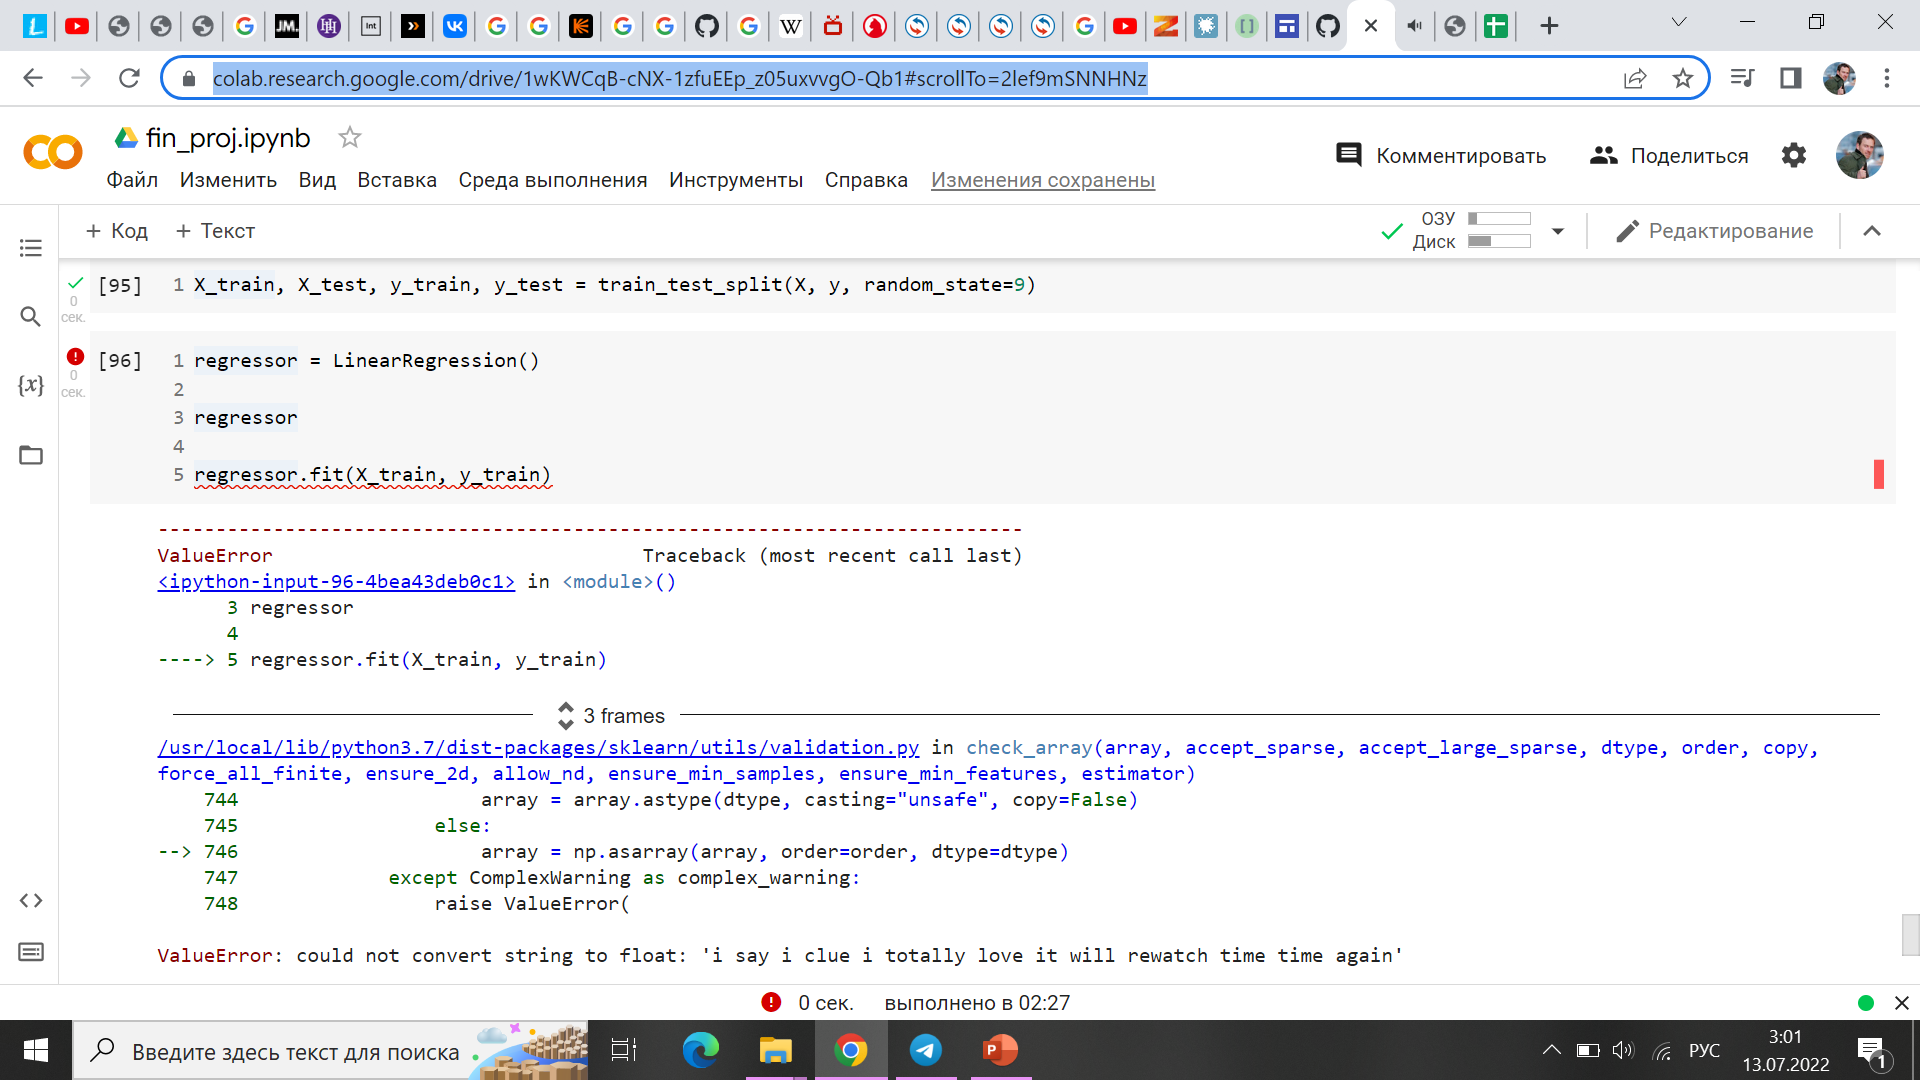 colab.research.google.com/drive/1wKWCqB-cNX-1zfuEEp_z05uxvvgO-Qb1#scrollTo=2lef9mSNNHNz
fin_proj.ipynb
Комментировать
Поделиться
Файл Изменить Вид Вставка Среда выполнения Инструменты Справка Изменения сохранены
+ Код + Текст
ОЗУ
Диск
Редактирование
[95] 1 X_train, X_test, y_train, y_test = train_test_split(X, y, random_state=9)
0
сек.
[96] 1 regressor = LinearRegression()
0
сек.
2
3 regressor
4
5 regressor.fit(X_train, y_train)
---------------------------------------------------------------------------
ValueError Traceback (most recent call last)
<ipython-input-96-4bea43deb0c1> in <module>()
3 regressor
4
----> 5 regressor.fit(X_train, y_train)
3 frames
/usr/local/lib/python3.7/dist-packages/sklearn/utils/validation.py in check_array(array, accept_sparse, accept_large_sparse, dtype, order, copy,
force_all_finite, ensure_2d, allow_nd, ensure_min_samples, ensure_min_features, estimator)
744 array = array.astype(dtype, casting="unsafe", copy=False)
745 else:
--> 746 array = np.asarray(array, order=order, dtype=dtype)
747 except ComplexWarning as complex_warning:
748 raise ValueError(
ValueError: could not convert string to float: 'i say i clue i totally love it will rewatch time time again'
0 сек. выполнено в 02:27
Введите здесь текст для поиска
РУС
3:01
13.07.2022
1